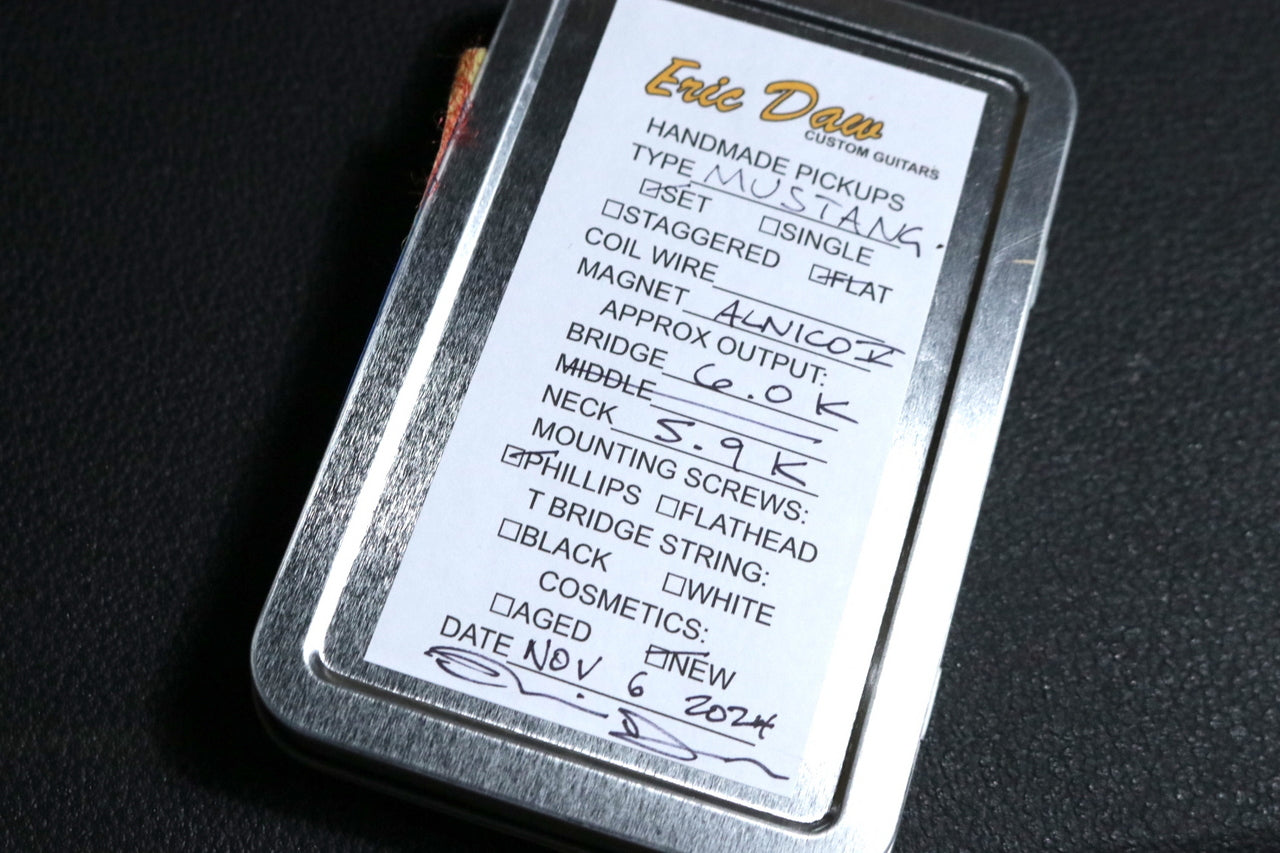 Eric Daw
CUSTOM GUITARS
HANDMADE PICKUPS
TYPE MUSTANG.
☑SET ☐SINGLE
☐STAGGERED ☑FLAT
COIL WIRE
MAGNET ALNICO V
APPROX OUTPUT:
BRIDGE 6.0 K
MIDDLE
NECK 5.9 K
MOUNTING SCREWS:
☑PHILLIPS ☐FLATHEAD
T BRIDGE STRING:
☐BLACK ☐WHITE
COSMETICS:
☐AGED ☑NEW
DATE NOV 6 2024